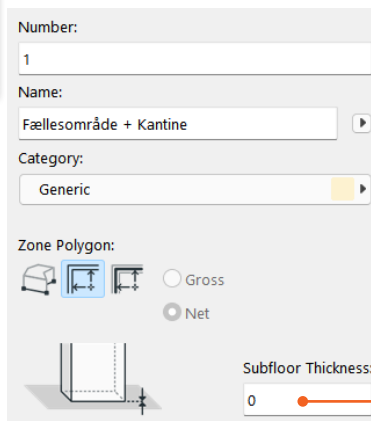 Number:
1
Name:
Fællesområde + Kantine
Category:
Generic
Zone Polygon:
Gross
Net
Subfloor Thickness:
0